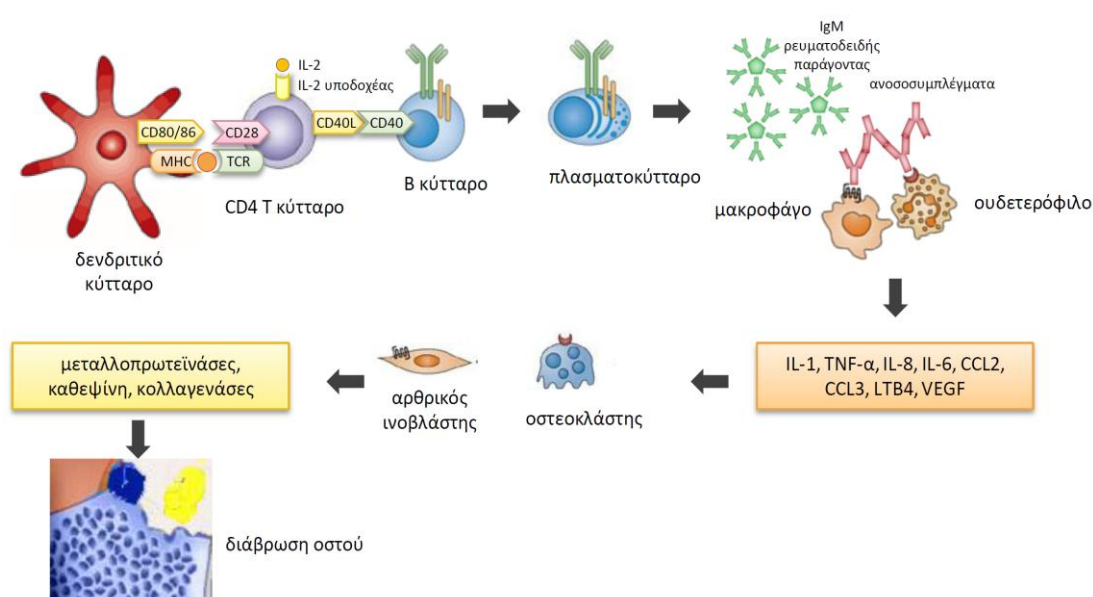 IL-2
IL-2 υποδοχέας
CD80/86
CD28
CD40L
CD40
MHC
TCR
δενδριτικό
κύτταρο
CD4 T κύτταρο
Β κύτταρο
πλασματοκύτταρο
IgM
ρευματοδειδής
παράγοντας
ανοσοσυμπλέγματα
μακροφάγο
ουδετερόφιλο
IL-1, TNF-α, IL-8, IL-6, CCL2,
CCL3, LTB4, VEGF
οστεοκλάστης
αρθρικός
ινοβλάστης
μεταλλοπρωτεϊνάσες,
καθεψίνη, κολλαγενάσες
διάβρωση οστού